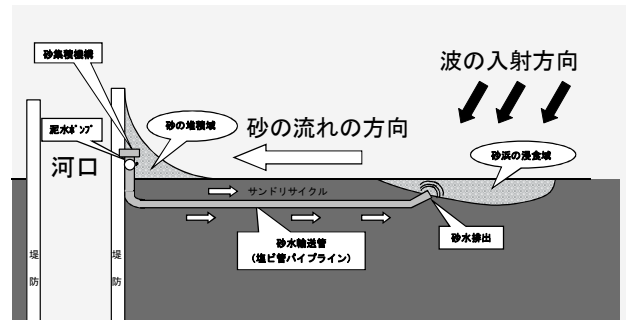 砂集積機構
波の入射方向
泥水ﾎﾟﾝﾌﾟ
砂の堆積域
砂の流れの方向
砂浜の浸食域
河口
サンドリサイクル
砂水輸送管
(塩ビ管パイプライン)
砂水排出
堤防
堤防